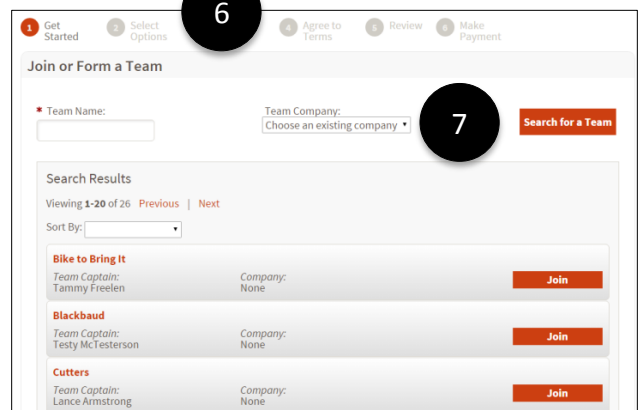 6
1 Get Started 2 Select Options 4 Agree to Terms 5 Review 6 Make Payment
Join or Form a Team
* Team Name: Team Company:
Choose an existing company 7 Search for a Team
Search Results
Viewing 1-20 of 26 Previous | Next
Sort By:
Bike to Bring It
Team Captain: Company:
Tammy Freelen None Join
Blackbaud
Team Captain: Company:
Testy McTesterson None Join
Cutters
Team Captain: Company:
Lance Armstrong None Join